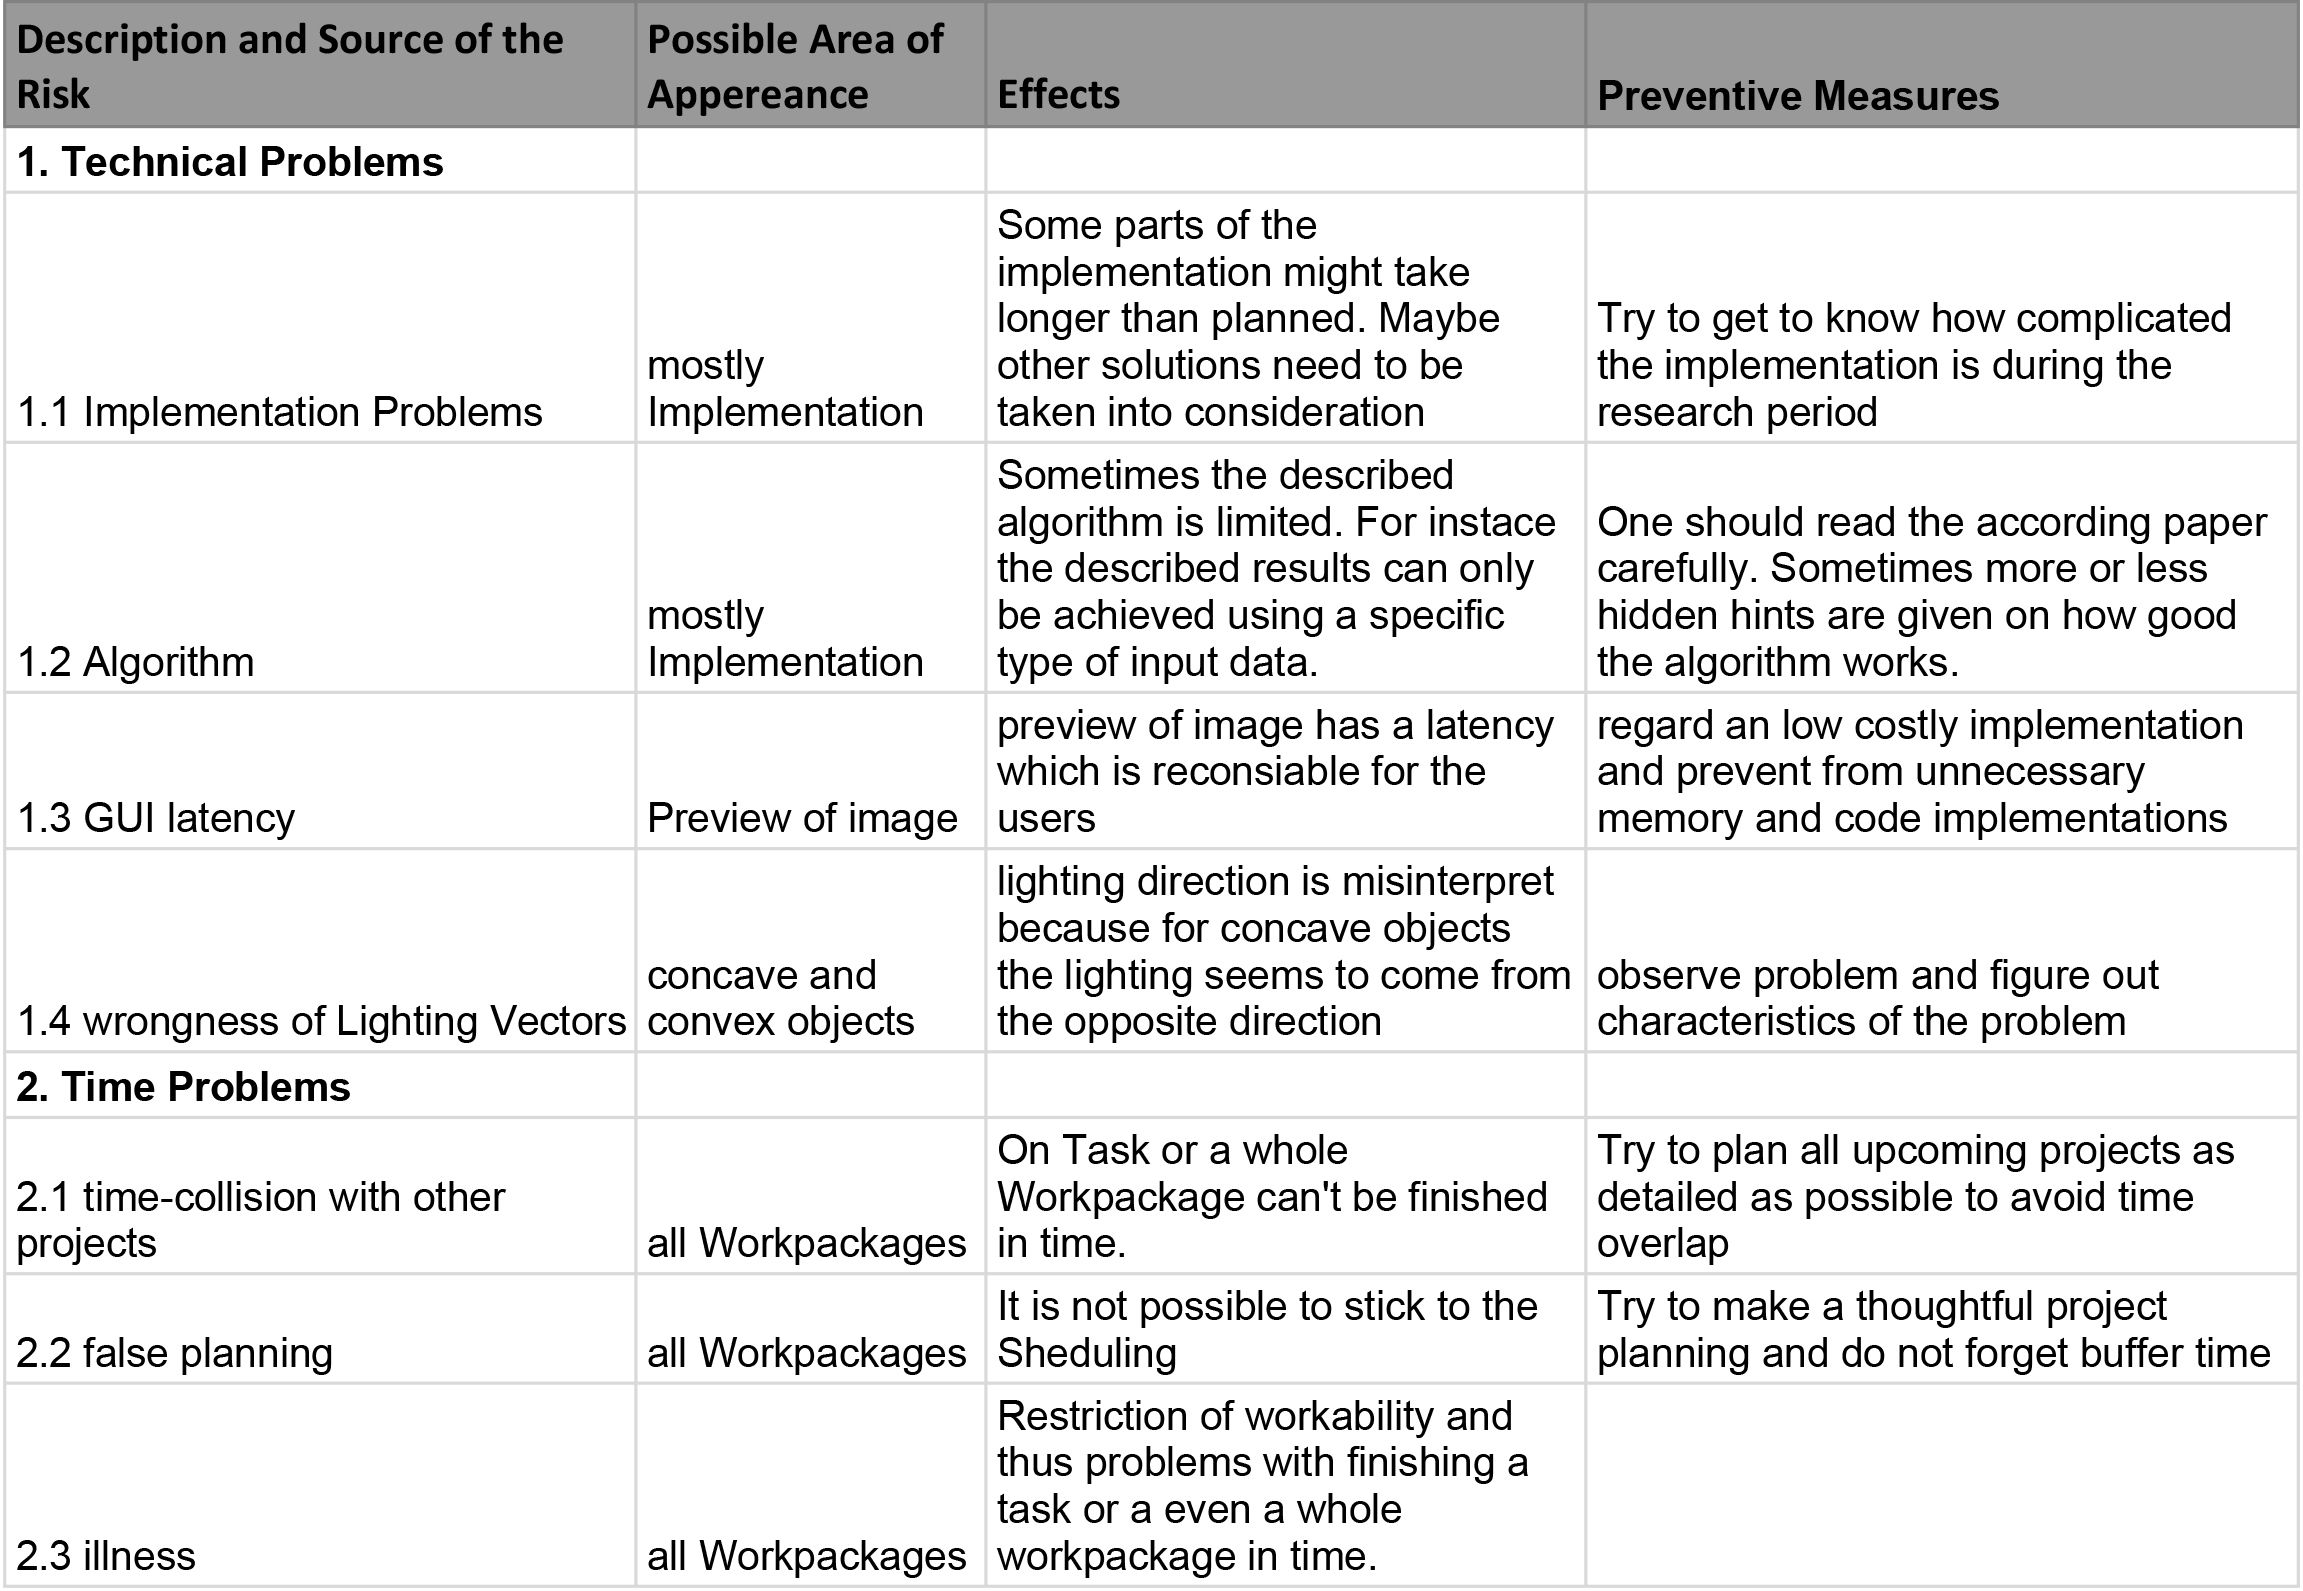 Description and Source of the
Risk
Possible Area of
Appereance
Effects
Preventive Measures
1. Technical Problems
1.1 Implementation Problems
mostly
Implementation
Some parts of the
implementation might take
longer than planned. Maybe
other solutions need to be
taken into consideration
Try to get to know how complicated
the implementation is during the
research period
1.2 Algorithm
mostly
Implementation
Sometimes the described
algorithm is limited. For instace
the described results can only
be achieved using a specific
type of input data.
One should read the according paper
carefully. Sometimes more or less
hidden hints are given on how good
the algorithm works.
1.3 GUI latency
Preview of image
preview of image has a latency
which is reconsiable for the
users
regard an low costly implementation
and prevent from unnecessary
memory and code implementations
1.4 wrongness of Lighting Vectors
concave and
convex objects
lighting direction is misinterpret
because for concave objects
the lighting seems to come from
the opposite direction
observe problem and figure out
characteristics of the problem
2. Time Problems
2.1 time-collision with other
projects
all Workpackages
On Task or a whole
Workpackage can't be finished
in time.
Try to plan all upcoming projects as
detailed as possible to avoid time
overlap
2.2 false planning
all Workpackages
It is not possible to stick to the
Sheduling
Try to make a thoughtful project
planning and do not forget buffer time
2.3 illness
all Workpackages
Restriction of workability and
thus problems with finishing a
task or a even a whole
workpackage in time.